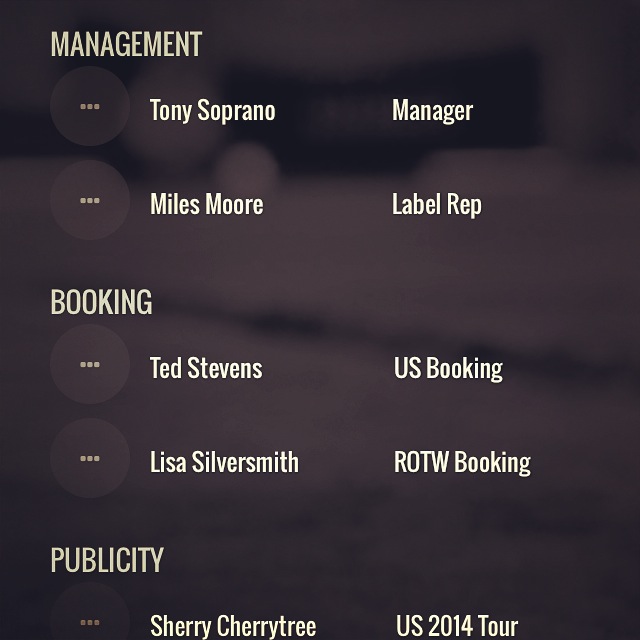 MANAGEMENT
Tony Soprano Manager
Miles Moore Label Rep
BOOKING
Ted Stevens US Booking
Lisa Silversmith ROTW Booking
PUBLICITY
Sherry Cherrytree US 2014 Tour